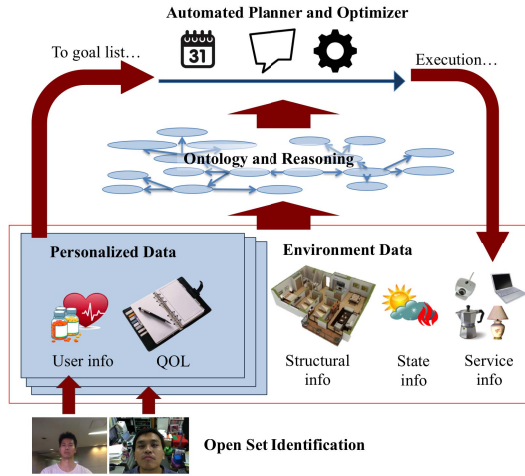 Automated Planner and Optimizer
To goal list…
31
Execution…
Ontology and Reasoning
Personalized Data
Environment Data
User info
QOL
Structural
info
State
info
Service
info
Open Set Identification